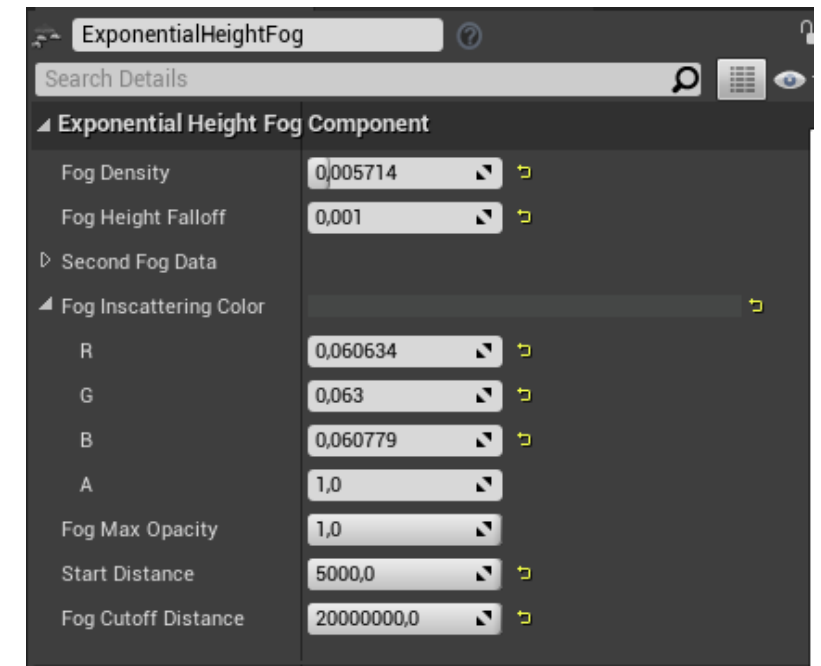 ExponentialHeightFog
Search Details
Exponential Height Fog Component
Fog Density 0,005714
Fog Height Falloff 0,001
Second Fog Data
Fog Inscattering Color
R 0,060634
G 0,063
B 0,060779
A 1,0
Fog Max Opacity 1,0
Start Distance 5000,0
Fog Cutoff Distance 20000000,0